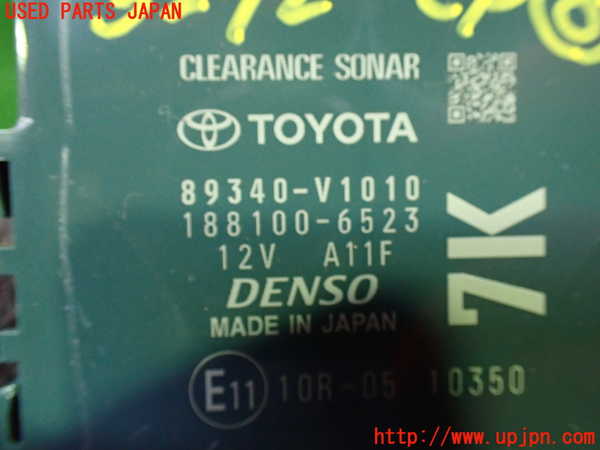 USED PARTS JAPAN
CLEARANCE SONAR
TOYOTA
89340-V1010
188100-6523
12V A11F
DENSO
MADE IN JAPAN
7K
E11 10R-05 10350
http://www.upjpn.com/